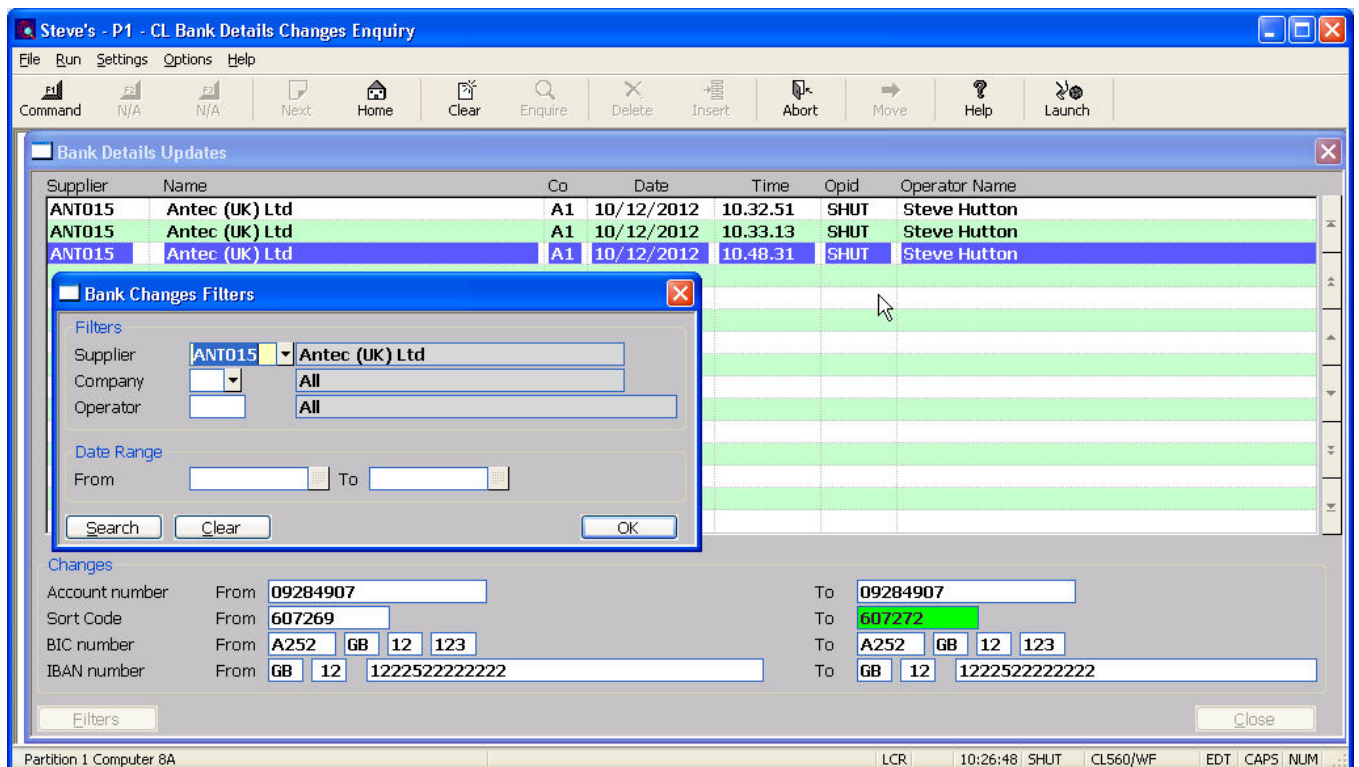 Steve's - P1 - CL Bank Details Changes Enquiry
File Run Settings Options Help
F1 F2 F3
Command N/A N/A Next Home Clear Enquire Delete Insert Abort Move Help Launch
Bank Details Updates
Supplier Name Co Date Time Opid Operator Name
ANT015 Antec (UK) Ltd A1 10/12/2012 10.32.51 SHUT Steve Hutton
ANT015 Antec (UK) Ltd A1 10/12/2012 10.33.13 SHUT Steve Hutton
ANT015 Antec (UK) Ltd A1 10/12/2012 10.48.31 SHUT Steve Hutton
Bank Changes Filters
Filters
Supplier ANT015 Antec (UK) Ltd
Company All
Operator All
Date Range
From To
Search Clear OK
Changes
Account number From 09284907 To 09284907
Sort Code From 607269 To 607272
BIC number From A252 GB 12 123 To A252 GB 12 123
IBAN number From GB 12 1222522222222 To GB 12 1222522222222
Filters Close
Partition 1 Computer 8A LCR 10:26:48 SHUT CL560/WF EDT CAPS NUM